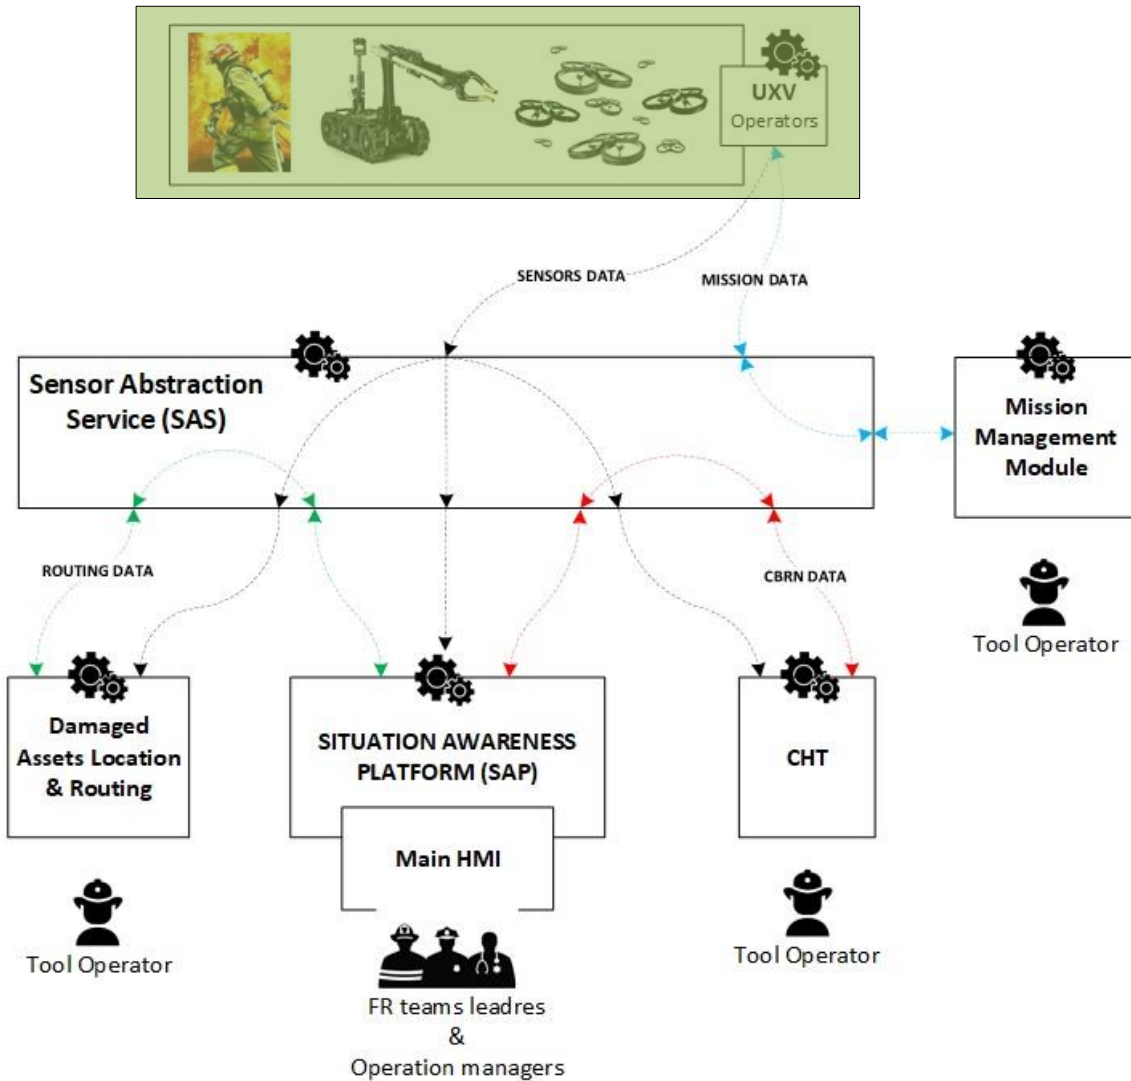 UXV
Operators
SENSORS DATA
MISSION DATA
Sensor Abstraction
Service (SAS)
Mission
Management
Module
ROUTING DATA
CBRN DATA
Tool Operator
Damaged
Assets Location
& Routing
SITUATION AWARENESS
PLATFORM (SAP)
CHT
Main HMI
Tool Operator
Tool Operator
FR teams leadres
&
Operation managers